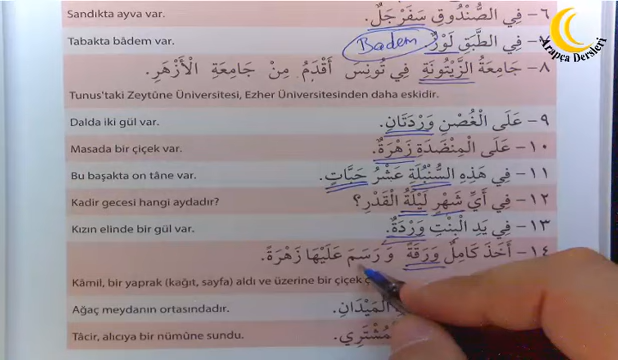 ٦- فِي الصُّنْدُوقِ سَفَرْجَلٌ.
Sandıkta ayva var.
فِي الطَّبَقِ لَوْزٌ.
Badem
Tabakta bâdem var.
٨- جَامِعَةُ الزَّيْتُونَةِ فِي تُونِسَ أَقْدَمُ مِنْ جَامِعَةِ الْأَزْهَرِ.
Tunus'taki Zeytûne Üniversitesi, Ezher Üniversitesinden daha eskidir.
٩- عَلَى الْغُصْنِ وَرْدَتَانِ.
Dalda iki gül var.
١٠- عَلَى الْمِنْضَدَةِ زَهْرَةٌ.
Masada bir çiçek var.
١١- فِي هَذِهِ السُّنْبُلَةِ عَشْرُ حَبَّاتٍ.
Bu başakta on tâne var.
١٢- فِي أَيِّ شَهْرٍ لَيْلَةُ الْقَدْرِ؟
Kadir gecesi hangi aydadır?
١٣- فِي يَدِ الْبِنْتِ وَرْدَةٌ.
Kızın elinde bir gül var.
١٤- أَخَذَ كَامِلٌ وَرَقَةً وَ رَسَمَ عَلَيْهَا زَهْرَةً.
Kâmil, bir yaprak (kağıt, sayfa) aldı ve üzerine bir çiçek
الْمَيْدَانِ.
Ağaç meydanın ortasındadır.
الْمُشْتَرِي.
Tâcir, alıcıya bir nümûne sundu.
Arapça Dersleri